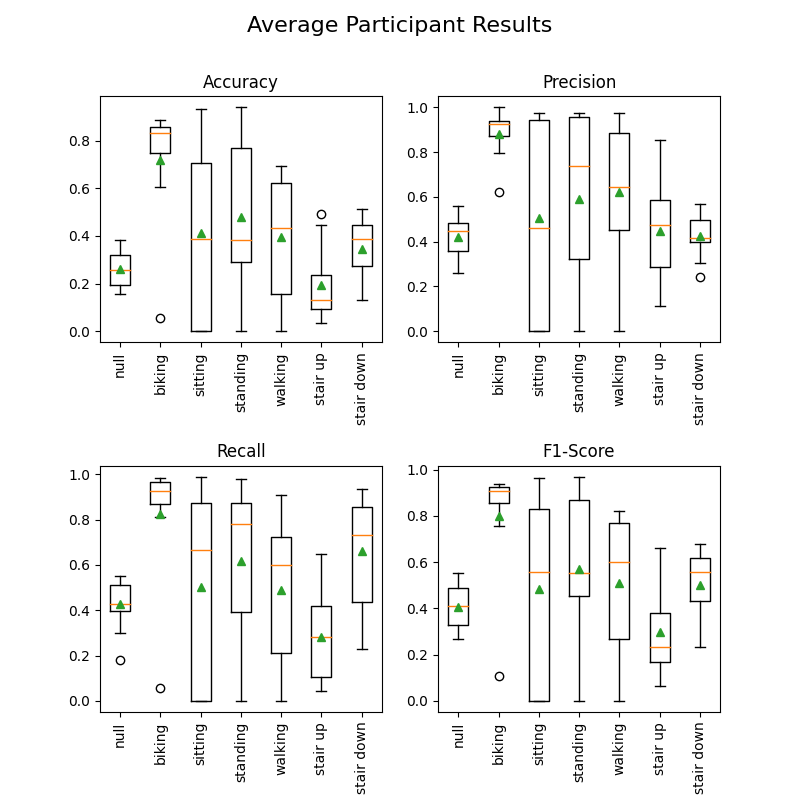 Average Participant Results
Accuracy
Precision
0.8
0.6
0.4
0.2
0.0
1.0
0.8
0.6
0.4
0.2
0.0
null
biking
sitting
standing
walking
stair up
stair down
null
biking
sitting
standing
walking
stair up
stair down
Recall
F1-Score
1.0
0.8
0.6
0.4
0.2
0.0
1.0
0.8
0.6
0.4
0.2
0.0
null
biking
sitting
standing
walking
stair up
stair down
null
biking
sitting
standing
walking
stair up
stair down